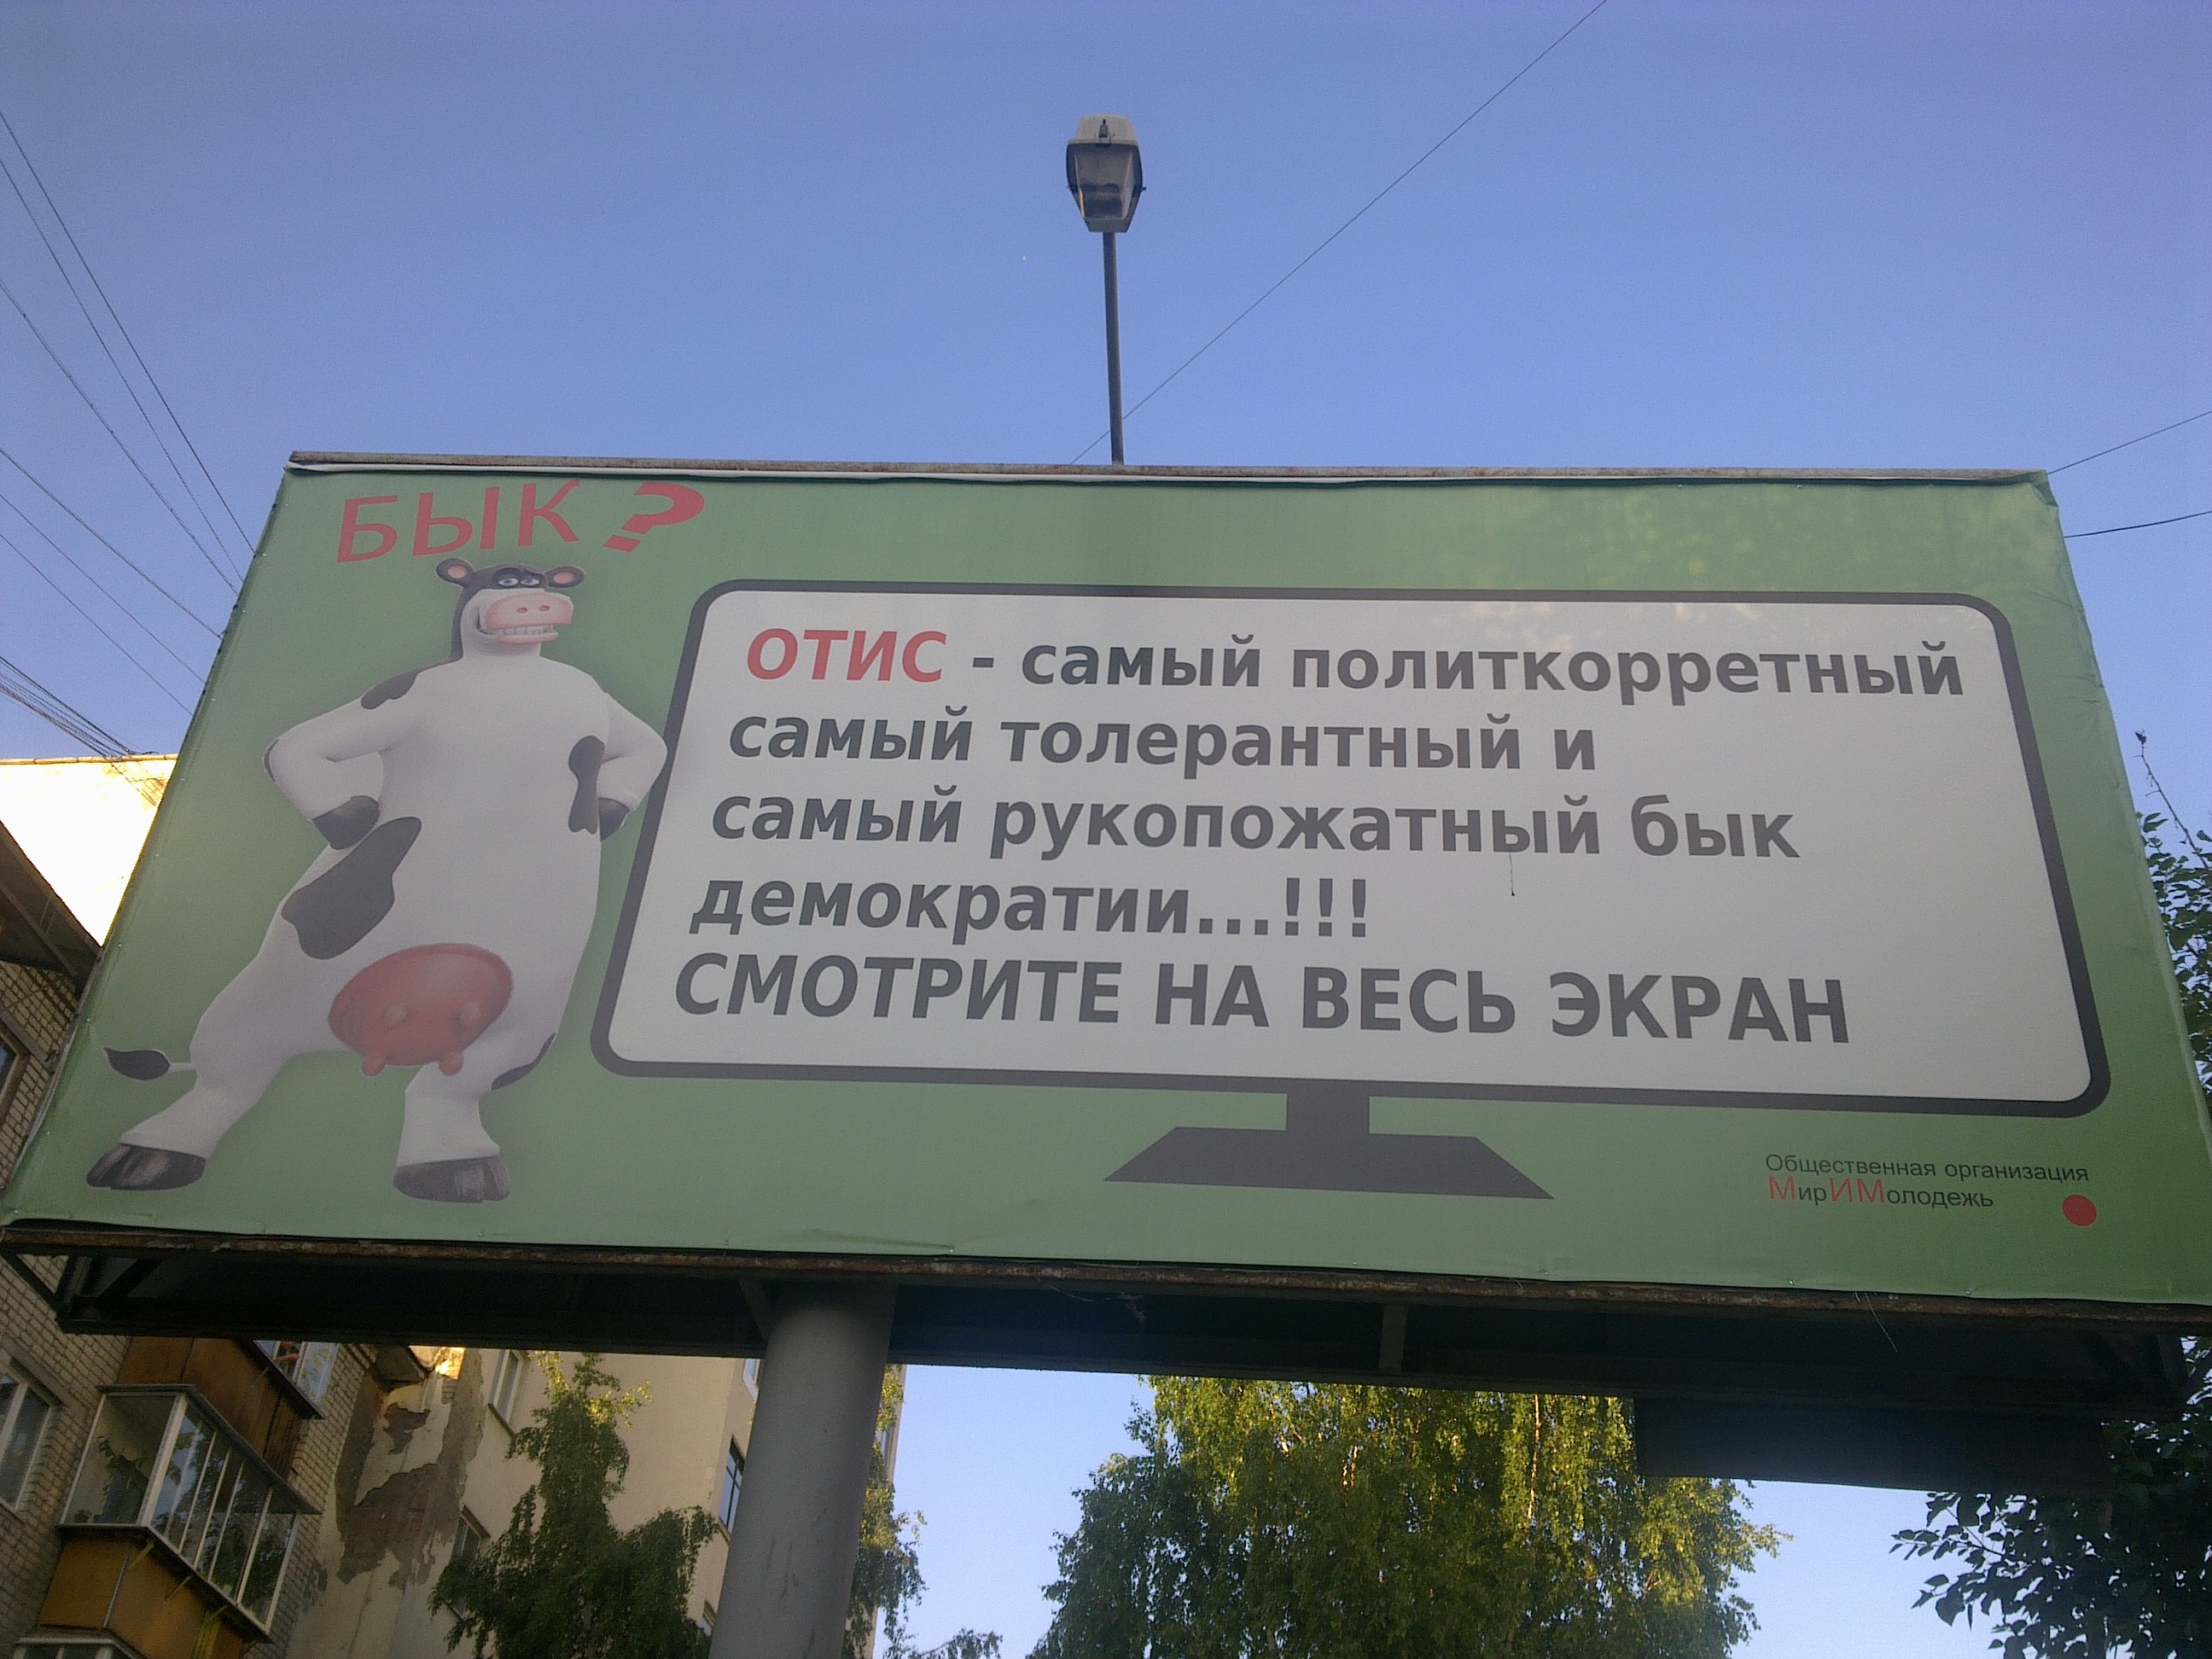 БЫК ?
ОТИС - самый политкорретный
самый толерантный и
самый рукопожатный бык
демократии...!!!
СМОТРИТЕ НА ВЕСЬ ЭКРАН
Общественная организация
МирИМолодежь